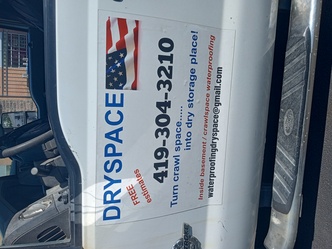 DRYSPACE
FREE
estimates
419-304-3210
Turn crawl space.....
into dry storage place!
Inside basement / crawlspace waterproofing
waterproofingdryspace@gmail.com